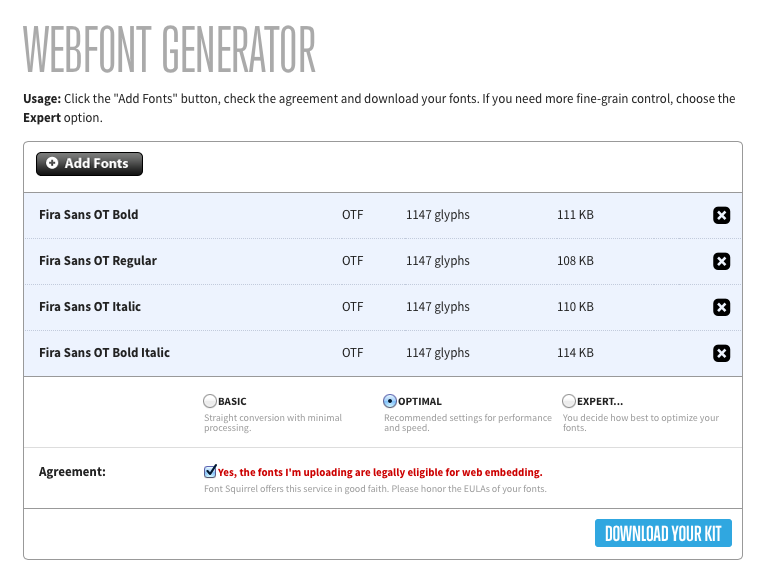 WEBFONT GENERATOR
Usage: Click the "Add Fonts" button, check the agreement and download your fonts. If you need more fine-grain control, choose the
Expert option.
Add Fonts
Fira Sans OT Bold OTF 1147 glyphs 111 KB
Fira Sans OT Regular OTF 1147 glyphs 108 KB
Fira Sans OT Italic OTF 1147 glyphs 110 KB
Fira Sans OT Bold Italic OTF 1147 glyphs 114 KB
BASIC OPTIMAL EXPERT...
Straight conversion with minimal Recommended settings for performance You decide how best to optimize your
processing. and speed. fonts.
Agreement: Yes, the fonts I'm uploading are legally eligible for web embedding.
Font Squirrel offers this service in good faith. Please honor the EULAs of your fonts.
DOWNLOAD YOUR KIT